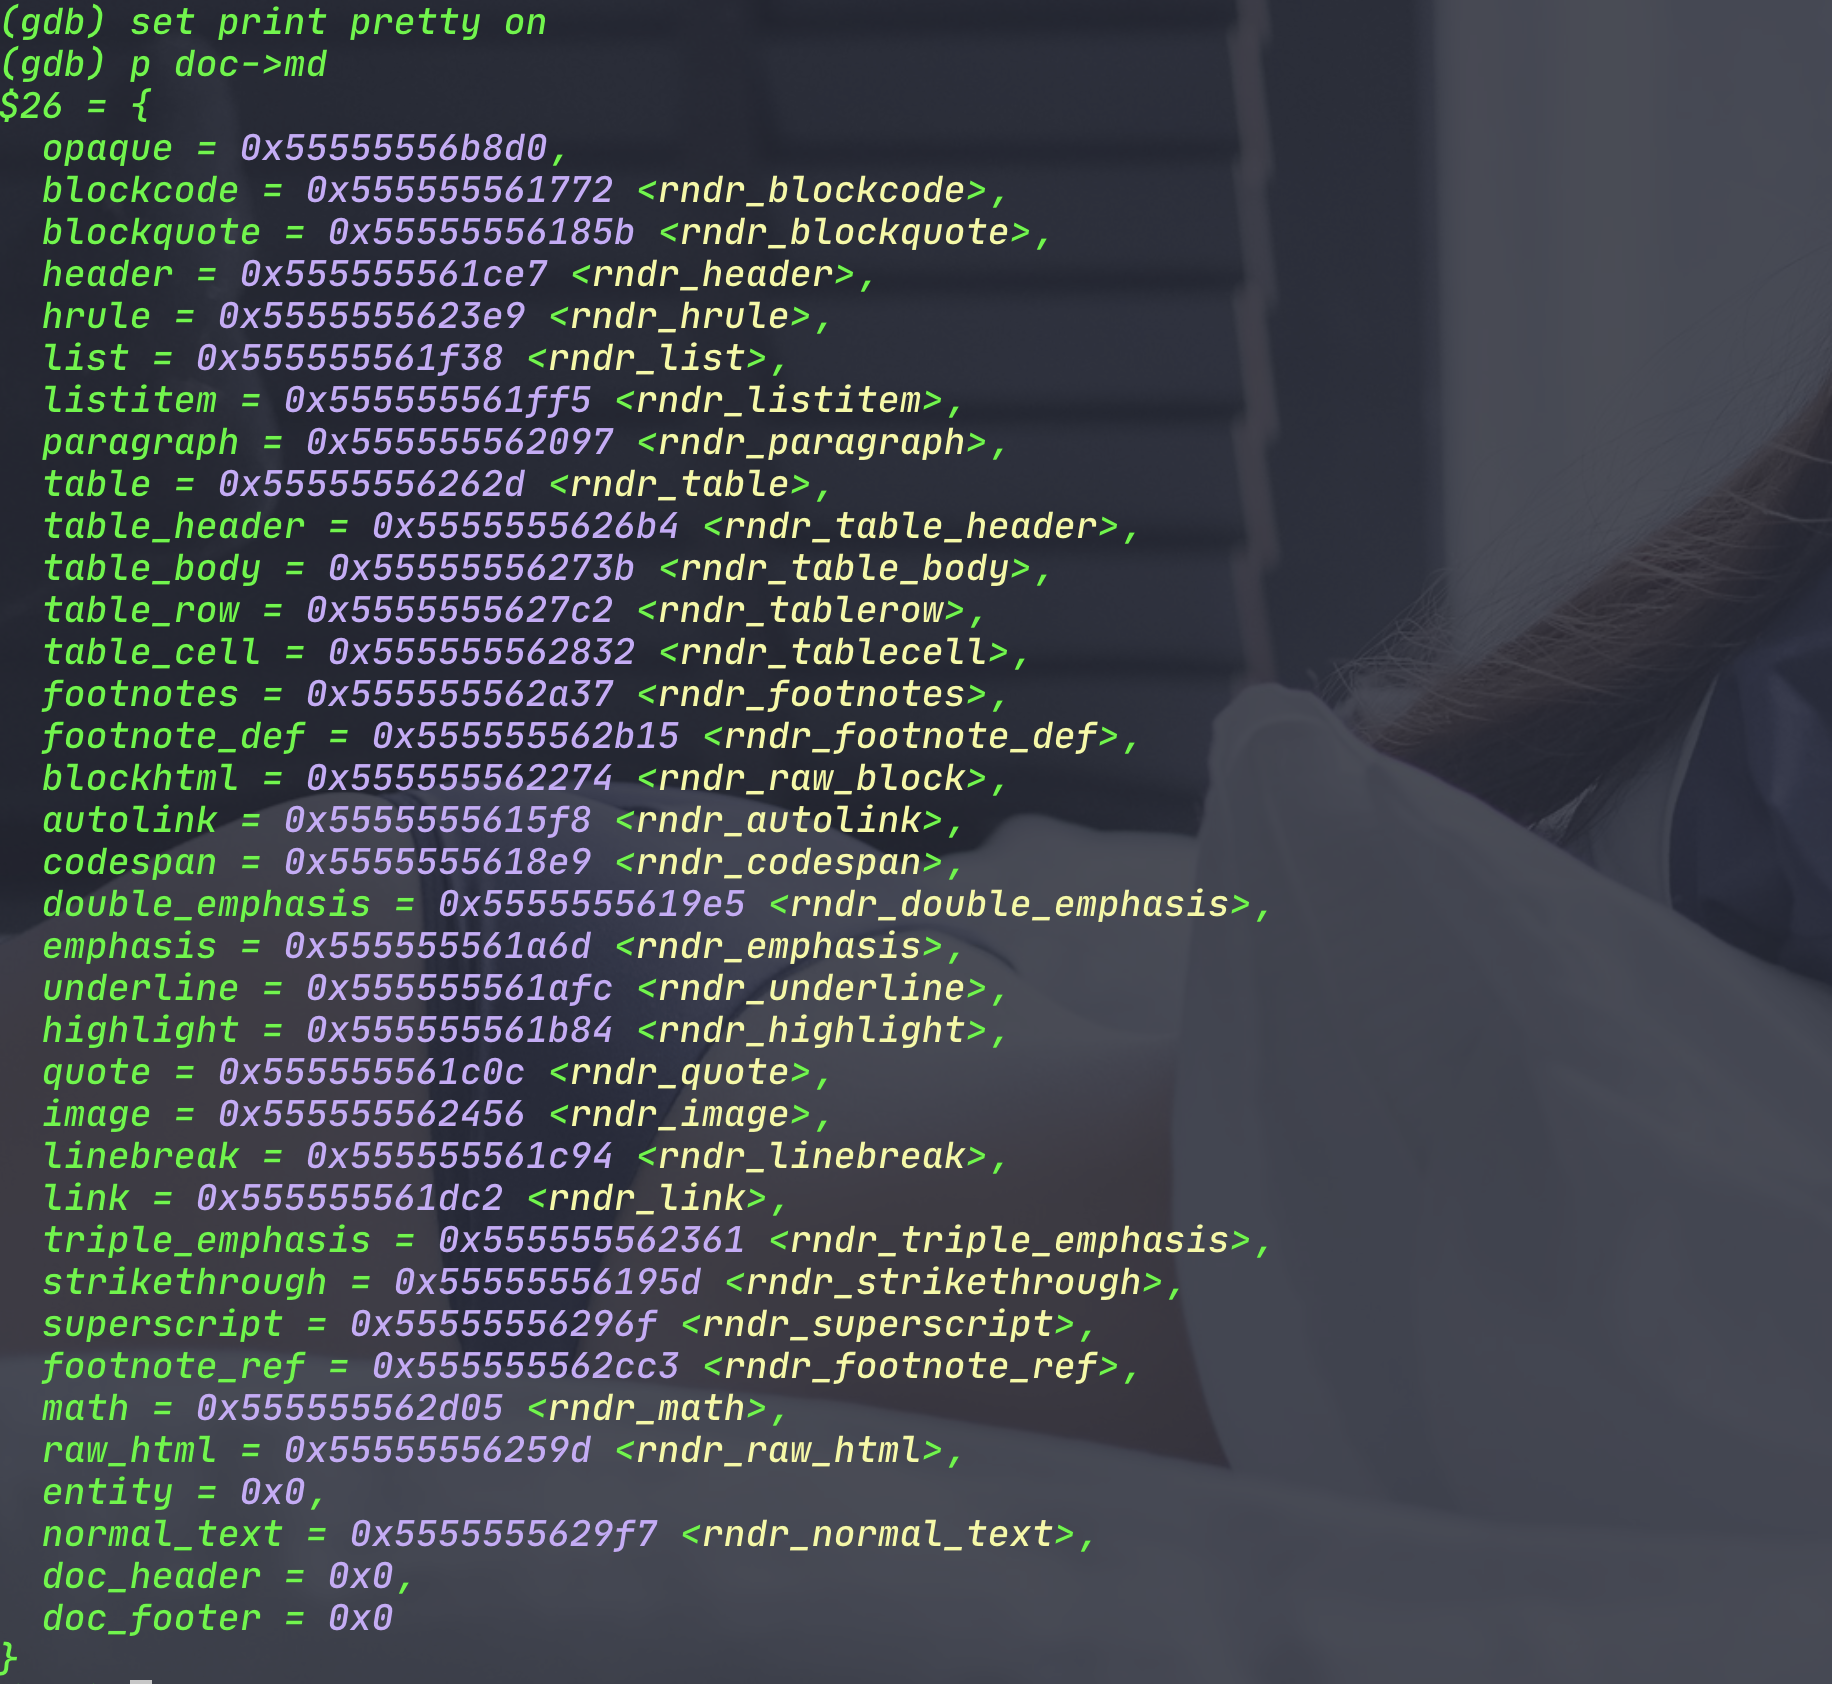 (gdb) set print pretty on
(gdb) p doc->md
$26 = {
  opaque = 0x55555556b8d0,
  blockcode = 0x555555561772 <rndr_blockcode>,
  blockquote = 0x55555556185b <rndr_blockquote>,
  header = 0x555555561ce7 <rndr_header>,
  hrule = 0x5555555623e9 <rndr_hrule>,
  list = 0x555555561f38 <rndr_list>,
  listitem = 0x555555561ff5 <rndr_listitem>,
  paragraph = 0x555555562097 <rndr_paragraph>,
  table = 0x55555556262d <rndr_table>,
  table_header = 0x5555555626b4 <rndr_table_header>,
  table_body = 0x55555556273b <rndr_table_body>,
  table_row = 0x5555555627c2 <rndr_tablerow>,
  table_cell = 0x555555562832 <rndr_tablecell>,
  footnotes = 0x555555562a37 <rndr_footnotes>,
  footnote_def = 0x555555562b15 <rndr_footnote_def>,
  blockhtml = 0x555555562274 <rndr_raw_block>,
  autolink = 0x5555555615f8 <rndr_autolink>,
  codespan = 0x5555555618e9 <rndr_codespan>,
  double_emphasis = 0x5555555619e5 <rndr_double_emphasis>,
  emphasis = 0x555555561a6d <rndr_emphasis>,
  underline = 0x555555561afc <rndr_underline>,
  highlight = 0x555555561b84 <rndr_highlight>,
  quote = 0x555555561c0c <rndr_quote>,
  image = 0x555555562456 <rndr_image>,
  linebreak = 0x555555561c94 <rndr_linebreak>,
  link = 0x555555561dc2 <rndr_link>,
  triple_emphasis = 0x555555562361 <rndr_triple_emphasis>,
  strikethrough = 0x55555556195d <rndr_strikethrough>,
  superscript = 0x55555556296f <rndr_superscript>,
  footnote_ref = 0x555555562cc3 <rndr_footnote_ref>,
  math = 0x555555562d05 <rndr_math>,
  raw_html = 0x55555556259d <rndr_raw_html>,
  entity = 0x0,
  normal_text = 0x5555555629f7 <rndr_normal_text>,
  doc_header = 0x0,
  doc_footer = 0x0
}